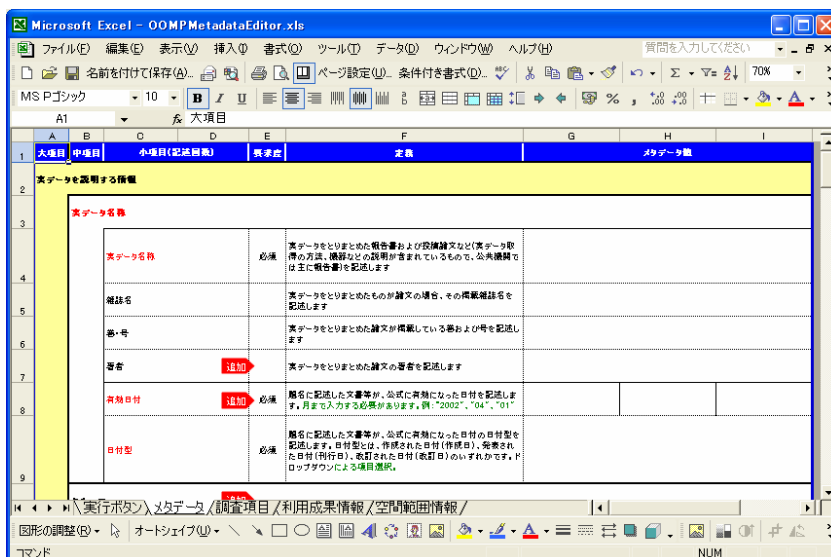 Microsoft Excel - OOMPMetadataEditor.xls
ファイル(F) 編集(E) 表示(V) 挿入(I) 書式(O) ツール(T) データ(D) ウィンドウ(W) ヘルプ(H) 質問を入力してください
名前を付けて保存(A)... ページ設定(U)... 条件付き書式(D)... 70%
MS Pゴシック 10 B I U
A1 fx 大項目
A B C D E F G H I
1 大項目 中項目 小項目(記述回数) 要求度 定義 メタデータ値
2 実データを説明する情報
3 実データ名称
4 実データ名称 必須 実データをとりまとめた報告書および投稿論文など(実データ取
得の方法、機器などの説明が含まれているもので、公共機関で
は主に報告書)を記述します
5 雑誌名 実データをとりまとめたものが論文の場合、その掲載雑誌名を
記述します
6 巻・号 実データをとりまとめた論文が掲載している巻および号を記述し
ます
7 著者 追加 実データをとりまとめた論文の著者を記述します
8 有効日付 追加 必須 題名に記述した文書等が、公式に有効になった日付を記述しま
す。月まで入力する必要があります。例:"2002"、"04"、"01"
9 日付型 必須 題名に記述した文書等が、公式に有効になった日付の日付型を
記述します。日付型とは、作成された日付(作成日)、発表され
た日付(刊行日)、改訂された日付(改訂日)のいずれかです。ド
ロップダウンによる項目選択。
追加
実行ボタン メタデータ 調査項目 利用成果情報 空間範囲情報
図形の調整(R) オートシェイプ(U)
コマンド NUM